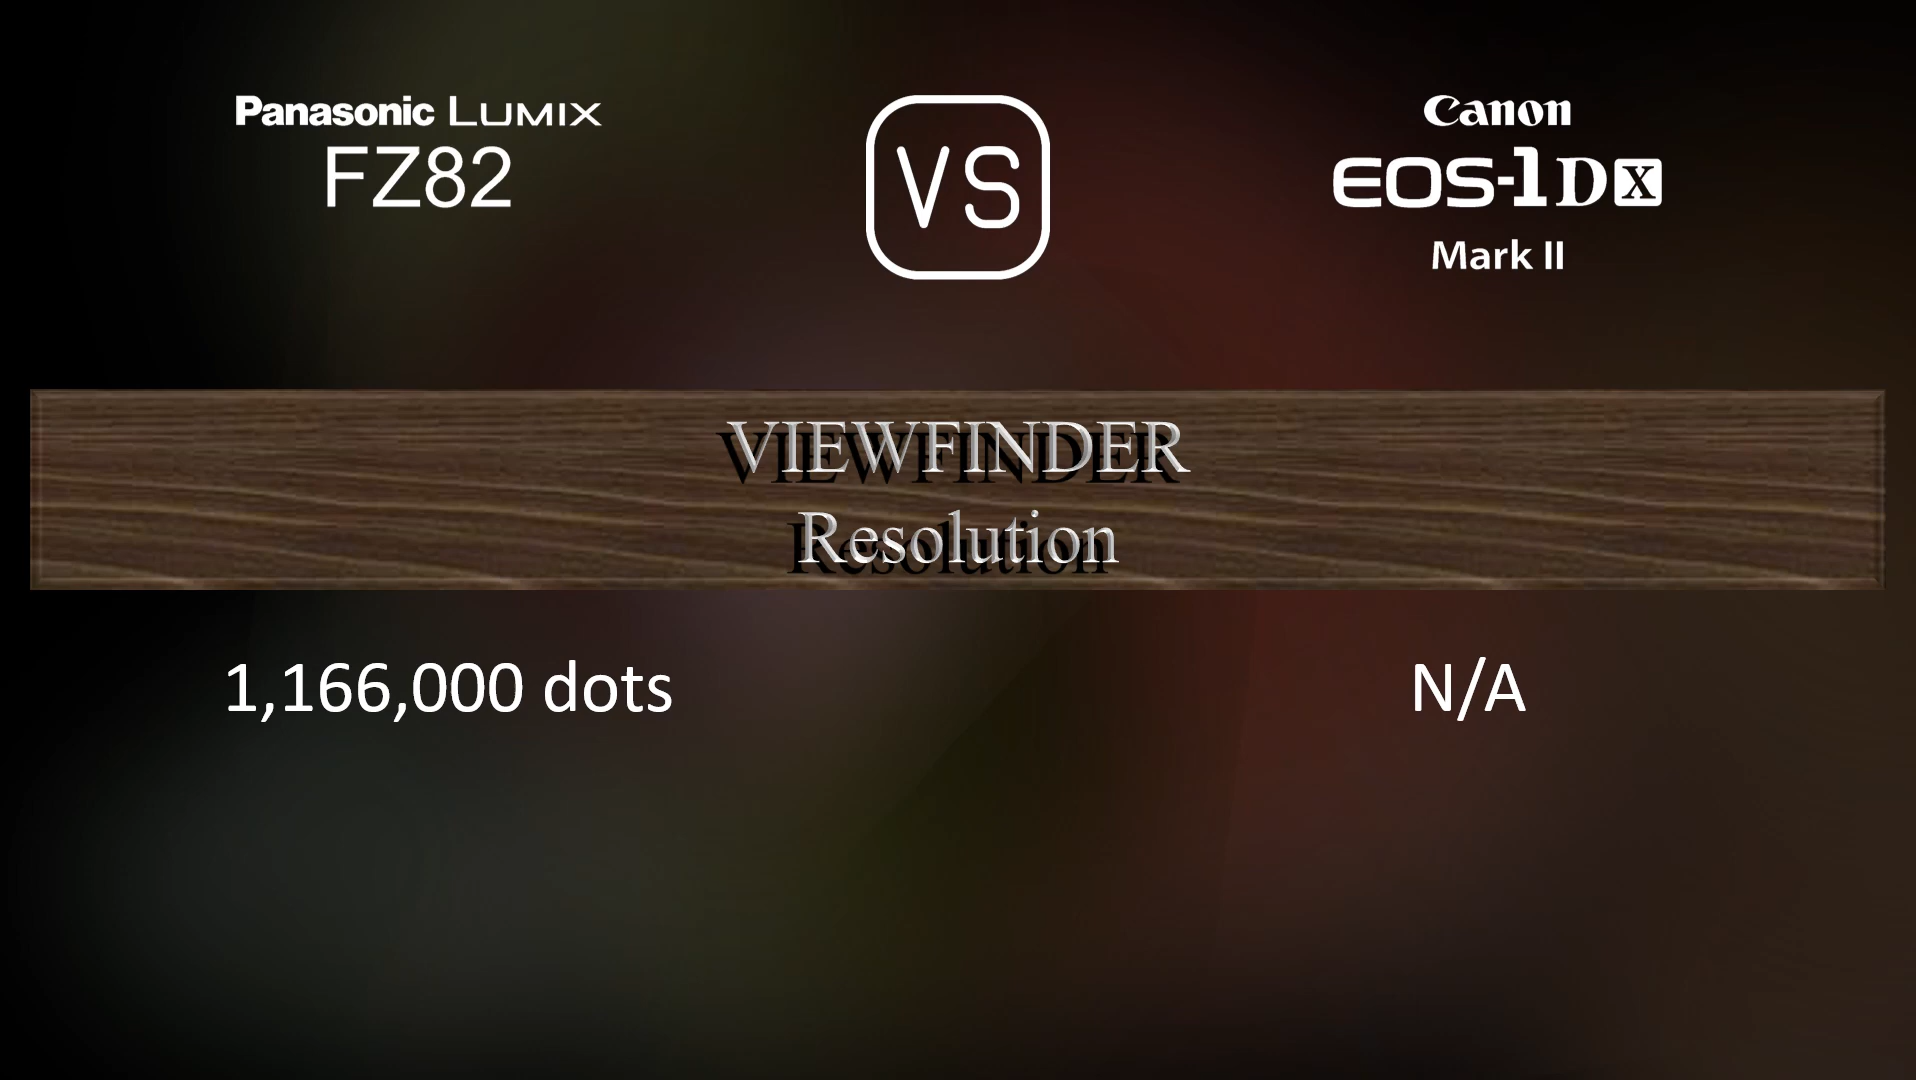 Panasonic LUMIX
FZ82
VS
Canon
EOS-1DX
Mark II
VIEWFINDER
Resolution
1,166,000 dots
N/A